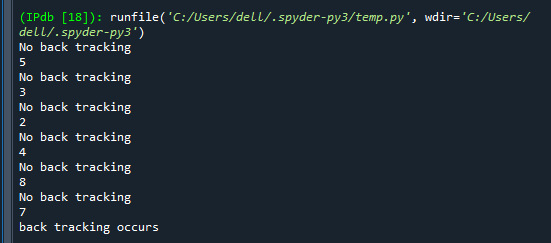 (IPdb [18]): runfile('C:/Users/dell/.spyder-py3/temp.py', wdir='C:/Users/
dell/.spyder-py3')
No back tracking
5
No back tracking
3
No back tracking
2
No back tracking
4
No back tracking
8
No back tracking
7
back tracking occurs